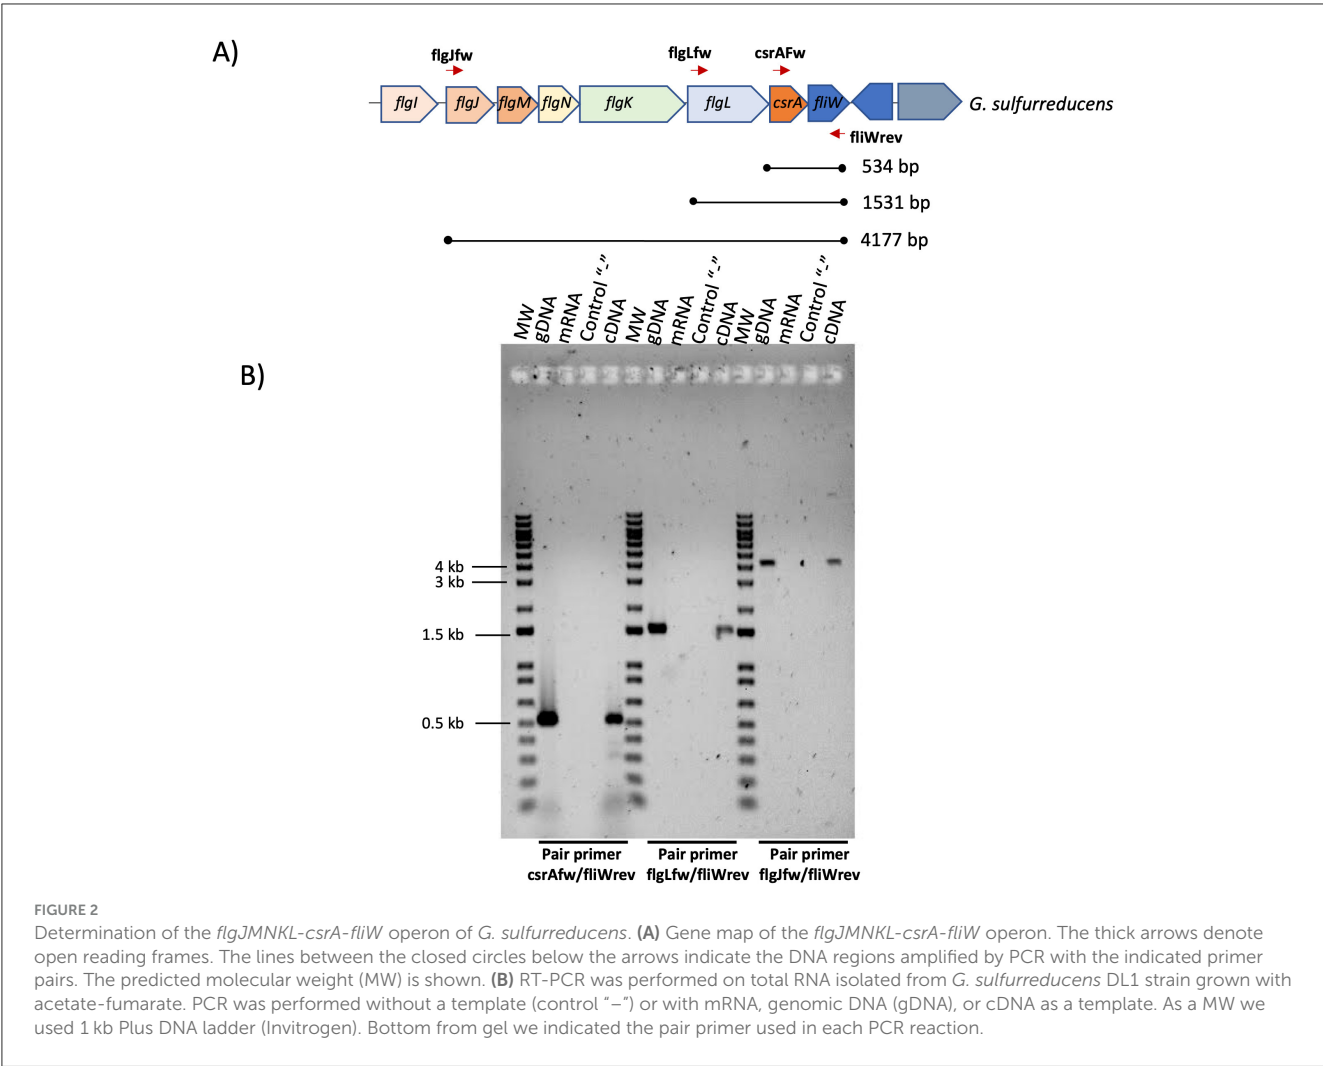 A)
flgJfw
flgLfw
csrAFw
flgI
flgJ
flgM
flgN
flgK
flgL
csrA
fliW
G. sulfurreducens
fliWrev
534 bp
1531 bp
4177 bp
MW
gDNA
mRNA
Control “-”
cDNA
MW
gDNA
mRNA
Control “-”
cDNA
MW
gDNA
mRNA
Control “-”
cDNA
B)
4 kb
3 kb
1.5 kb
0.5 kb
Pair primer
csrAfw/fliWrev
Pair primer
flgLfw/fliWrev
Pair primer
flgJfw/fliWrev
FIGURE 2
Determination of the flgJMNKL-csrA-fliW operon of G. sulfurreducens. (A) Gene map of the flgJMNKL-csrA-fliW operon. The thick arrows denote
open reading frames. The lines between the closed circles below the arrows indicate the DNA regions amplified by PCR with the indicated primer
pairs. The predicted molecular weight (MW) is shown. (B) RT-PCR was performed on total RNA isolated from G. sulfurreducens DL1 strain grown with
acetate-fumarate. PCR was performed without a template (control “–”) or with mRNA, genomic DNA (gDNA), or cDNA as a template. As a MW we
used 1 kb Plus DNA ladder (Invitrogen). Bottom from gel we indicated the pair primer used in each PCR reaction.